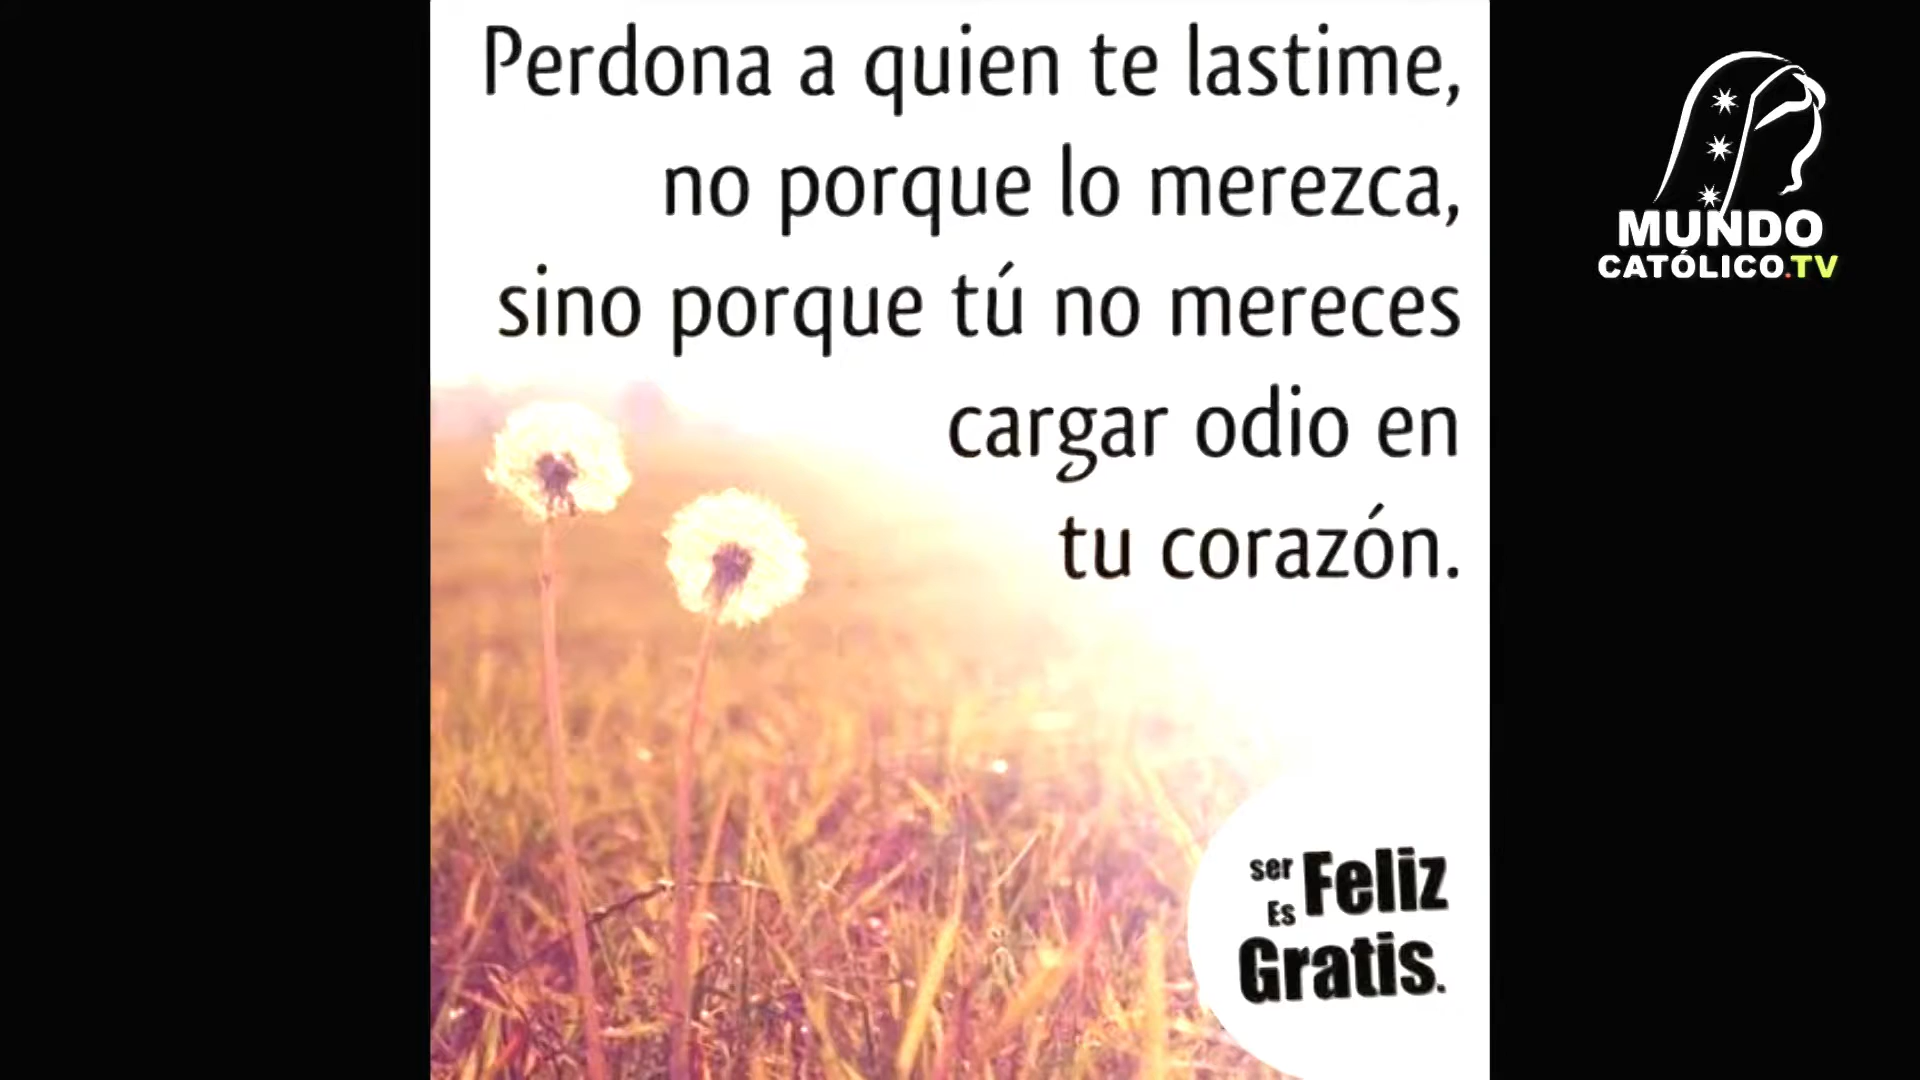 Perdona a quien te lastime,
no porque lo merezca,
sino porque tú no mereces
cargar odio en
tu corazón.
MUNDO
CATÓLICO.TV
ser
Es
Feliz
Gratis.